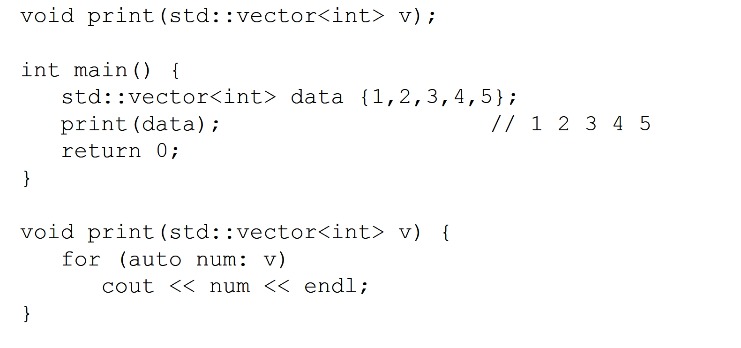 void print(std::vector<int> v);
int main() {
std::vector<int> data {1,2,3,4,5};
print(data); // 1 2 3 4 5
return 0;
}
void print(std::vector<int> v) {
for (auto num: v)
cout << num << endl;
}